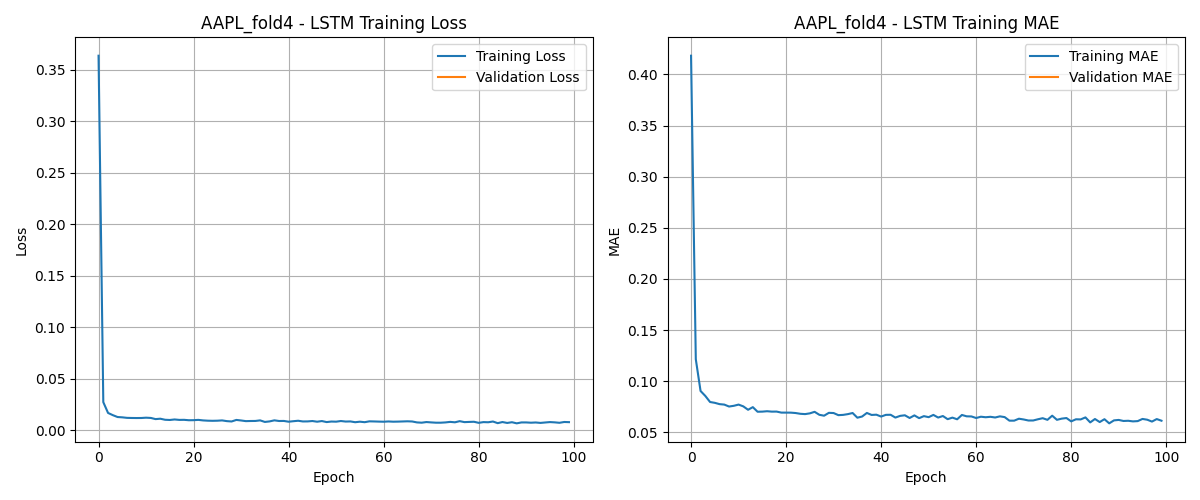 AAPL_fold4 - LSTM Training Loss
Training Loss
Validation Loss
0.35
0.30
0.25
0.20
0.15
0.10
0.05
0.00
Loss
0
20
40
60
80
100
Epoch
AAPL_fold4 - LSTM Training MAE
Training MAE
Validation MAE
0.40
0.35
0.30
0.25
0.20
0.15
0.10
0.05
MAE
0
20
40
60
80
100
Epoch